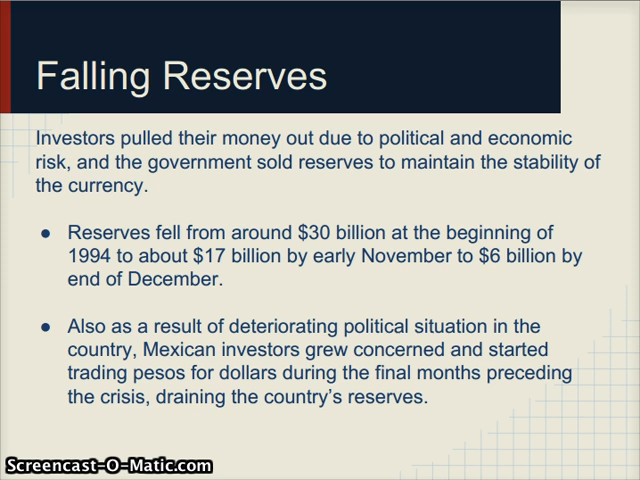 Falling Reserves
Investors pulled their money out due to political and economic
risk, and the government sold reserves to maintain the stability of
the currency.
● Reserves fell from around $30 billion at the beginning of
1994 to about $17 billion by early November to $6 billion by
end of December.
● Also as a result of deteriorating political situation in the
country, Mexican investors grew concerned and started
trading pesos for dollars during the final months preceding
the crisis, draining the country’s reserves.
Screencast-O-Matic.com